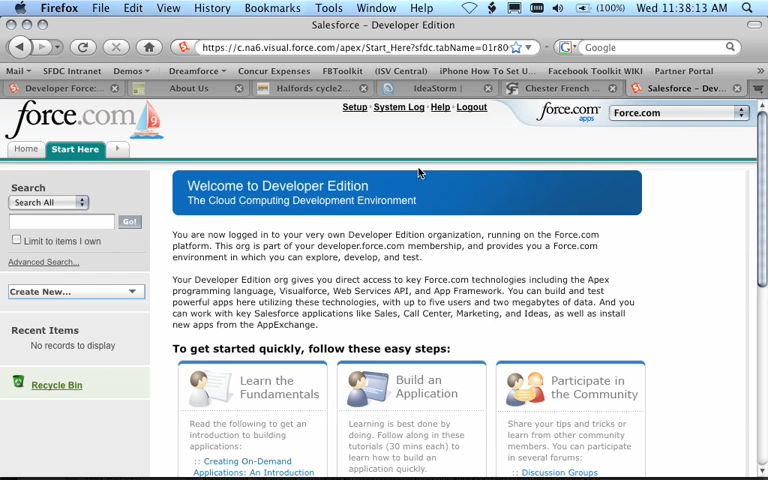 Firefox File Edit View History Bookmarks Tools Window Help (100%) Wed 11:38:13 AM
Salesforce - Developer Edition
https://c.na6.visual.force.com/apex/Start_Here?sfdc.tabName=01r80 Google
Mail SFDC Intranet Demos Dreamforce Concur Expenses FBToolkit (ISV Central) iPhone How To Set U... Facebook Toolkit WIKI Partner Portal
Developer Force:... About Us Halfords cycle2... IdeaStorm | Chester French ... Salesforce - Dev...
force.com 9
Setup · System Log · Help · Logout
force.com apps Force.com
Home Start Here
Search
Search All
Go!
Limit to items I own
Advanced Search...
Create New...
Recent Items
No records to display
Recycle Bin
Welcome to Developer Edition
The Cloud Computing Development Environment
You are now logged in to your very own Developer Edition organization, running on the Force.com
platform. This org is part of your developer.force.com membership, and provides you a Force.com
environment in which you can explore, develop, and test.
Your Developer Edition org gives you direct access to key Force.com technologies including the Apex
programming language, Visualforce, Web Services API, and App Framework. You can build and test
powerful apps here utilizing these technologies, with up to five users and two megabytes of data. And you
can work with key Salesforce applications like Sales, Call Center, Marketing, and Ideas, as well as install
new apps from the AppExchange.
To get started quickly, follow these easy steps:
Learn the
Fundamentals
Read the following to get an
introduction to building
applications:
:: Creating On-Demand
Applications: An Introduction
Build an
Application
Learning is best done by
doing. Follow along in these
tutorials (30 mins each) to
learn how to build an
application quickly.
Participate in
the Community
Share your tips and tricks or
learn from other community
members. You can participate
in several forums:
:: Discussion Groups